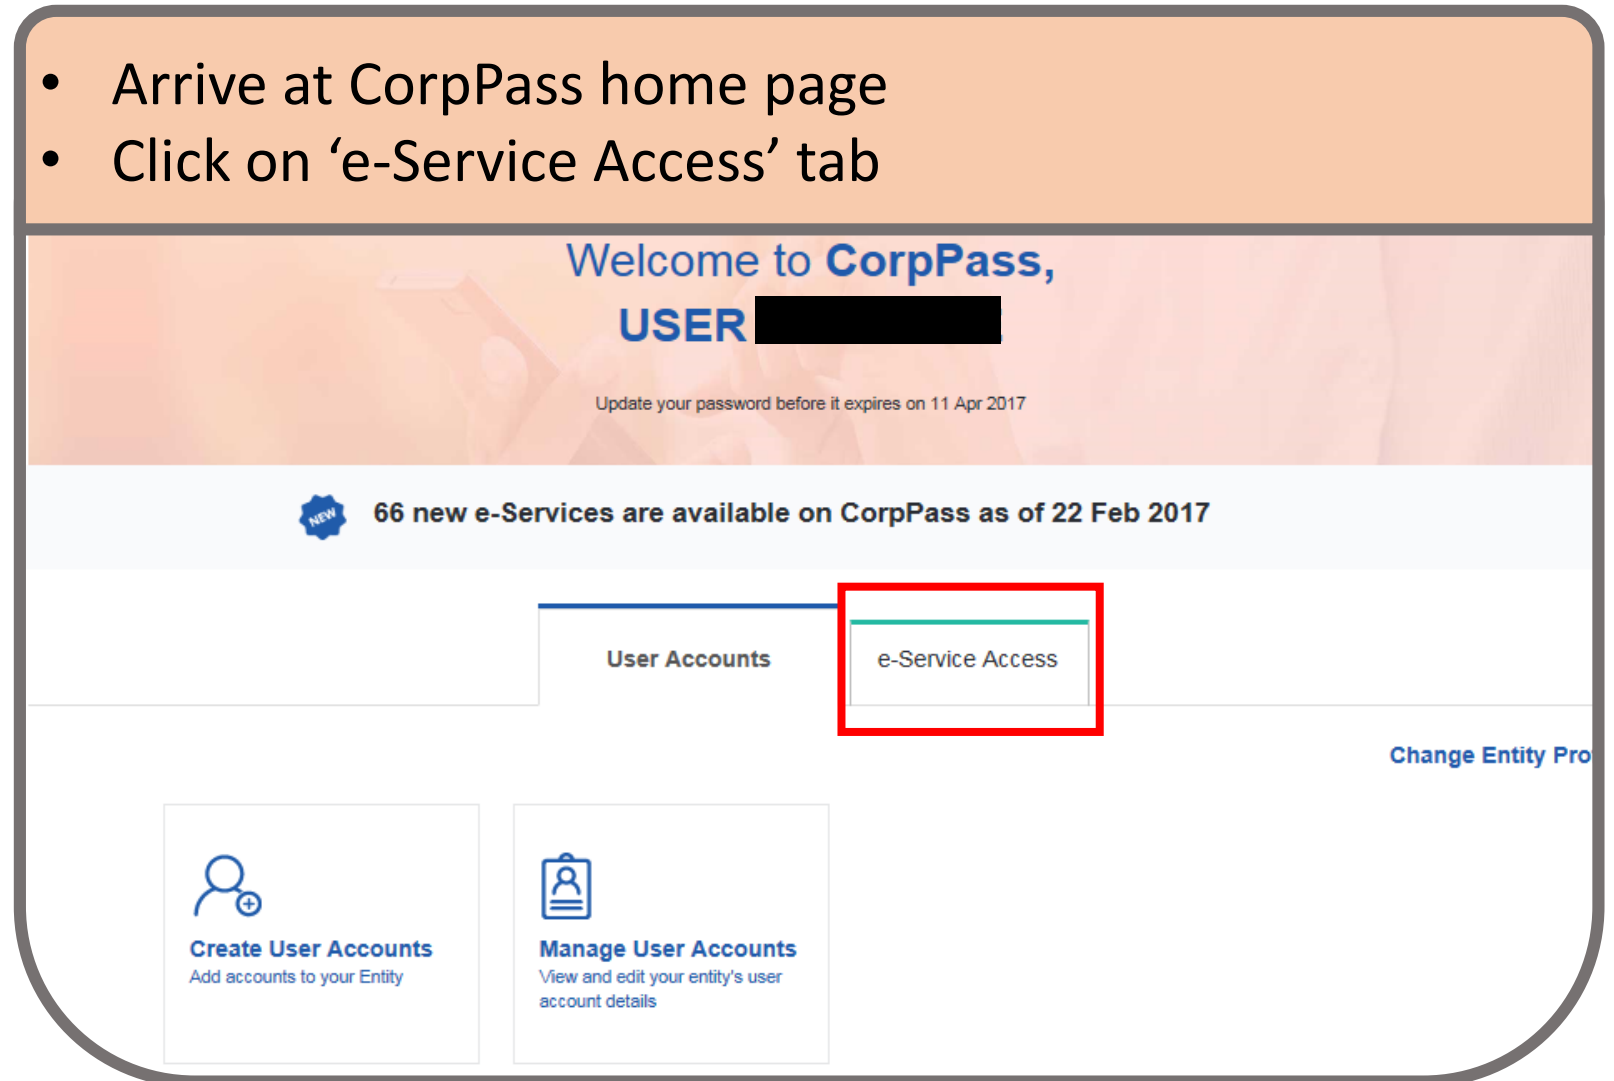 • Arrive at CorpPass home page
• Click on ‘e-Service Access’ tab
Welcome to CorpPass,
USER
Update your password before it expires on 11 Apr 2017
NEW
66 new e-Services are available on CorpPass as of 22 Feb 2017
User Accounts
e-Service Access
Change Entity Pro
Create User Accounts
Add accounts to your Entity
Manage User Accounts
View and edit your entity's user
account details